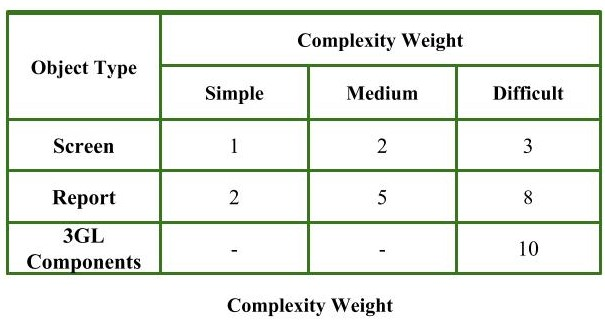 Object Type
Complexity Weight
Simple Medium Difficult
Screen 1 2 3
Report 2 5 8
3GL
Components - - 10
Complexity Weight